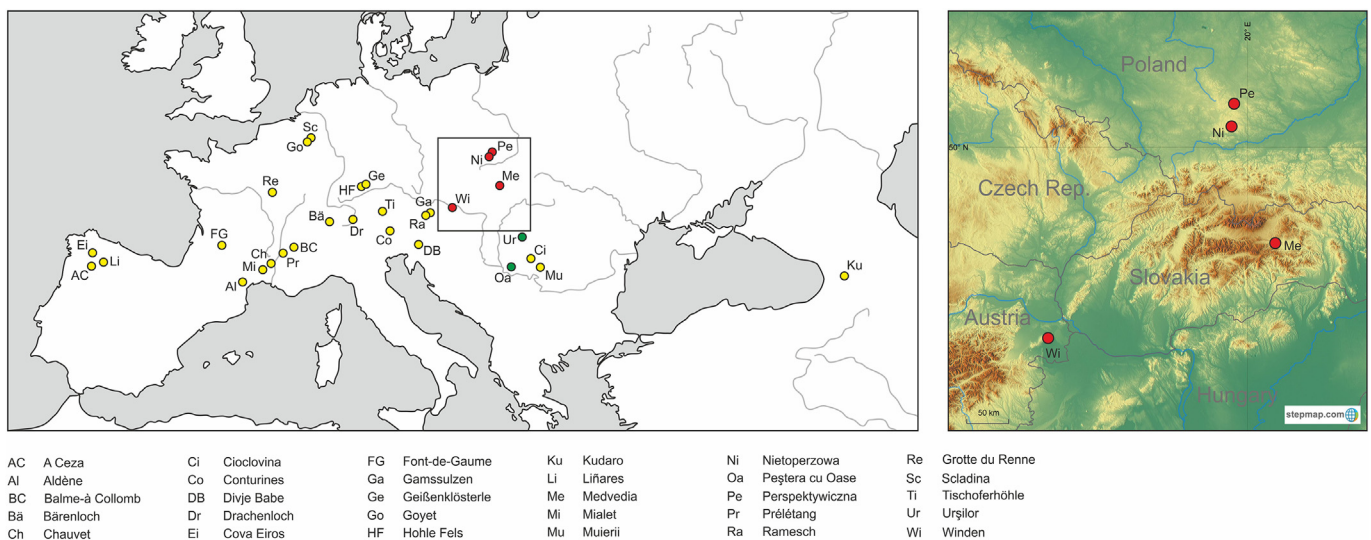 Sc
Go
Re
Ge
HF
Pe
Ni
Me
Wi
Ti
Ga
Ra
Bä
Dr
Co
DB
FG
BC
Ch
Pr
Mi
Al
Ei
Li
AC
Ur
Ci
Oa
Mu
Ku
20° E
Poland
Pe
Ni
50° N
Czech Rep.
Me
Slovakia
Austria
Wi
Hungary
50 km
stepmap.com
AC A Ceza
Al Aldène
BC Balme-à Collomb
Bä Bärenloch
Ch Chauvet
Ci Cioclovina
Co Conturines
DB Divje Babe
Dr Drachenloch
Ei Cova Eiros
FG Font-de-Gaume
Ga Gamssulzen
Ge Geißenklösterle
Go Goyet
HF Hohle Fels
Ku Kudaro
Li Liñares
Me Medvedia
Mi Mialet
Mu Muierii
Ni Nietoperzowa
Oa Peştera cu Oase
Pe Perspektywiczna
Pr Prélétang
Ra Ramesch
Re Grotte du Renne
Sc Scladina
Ti Tischoferhöhle
Ur Urşilor
Wi Winden